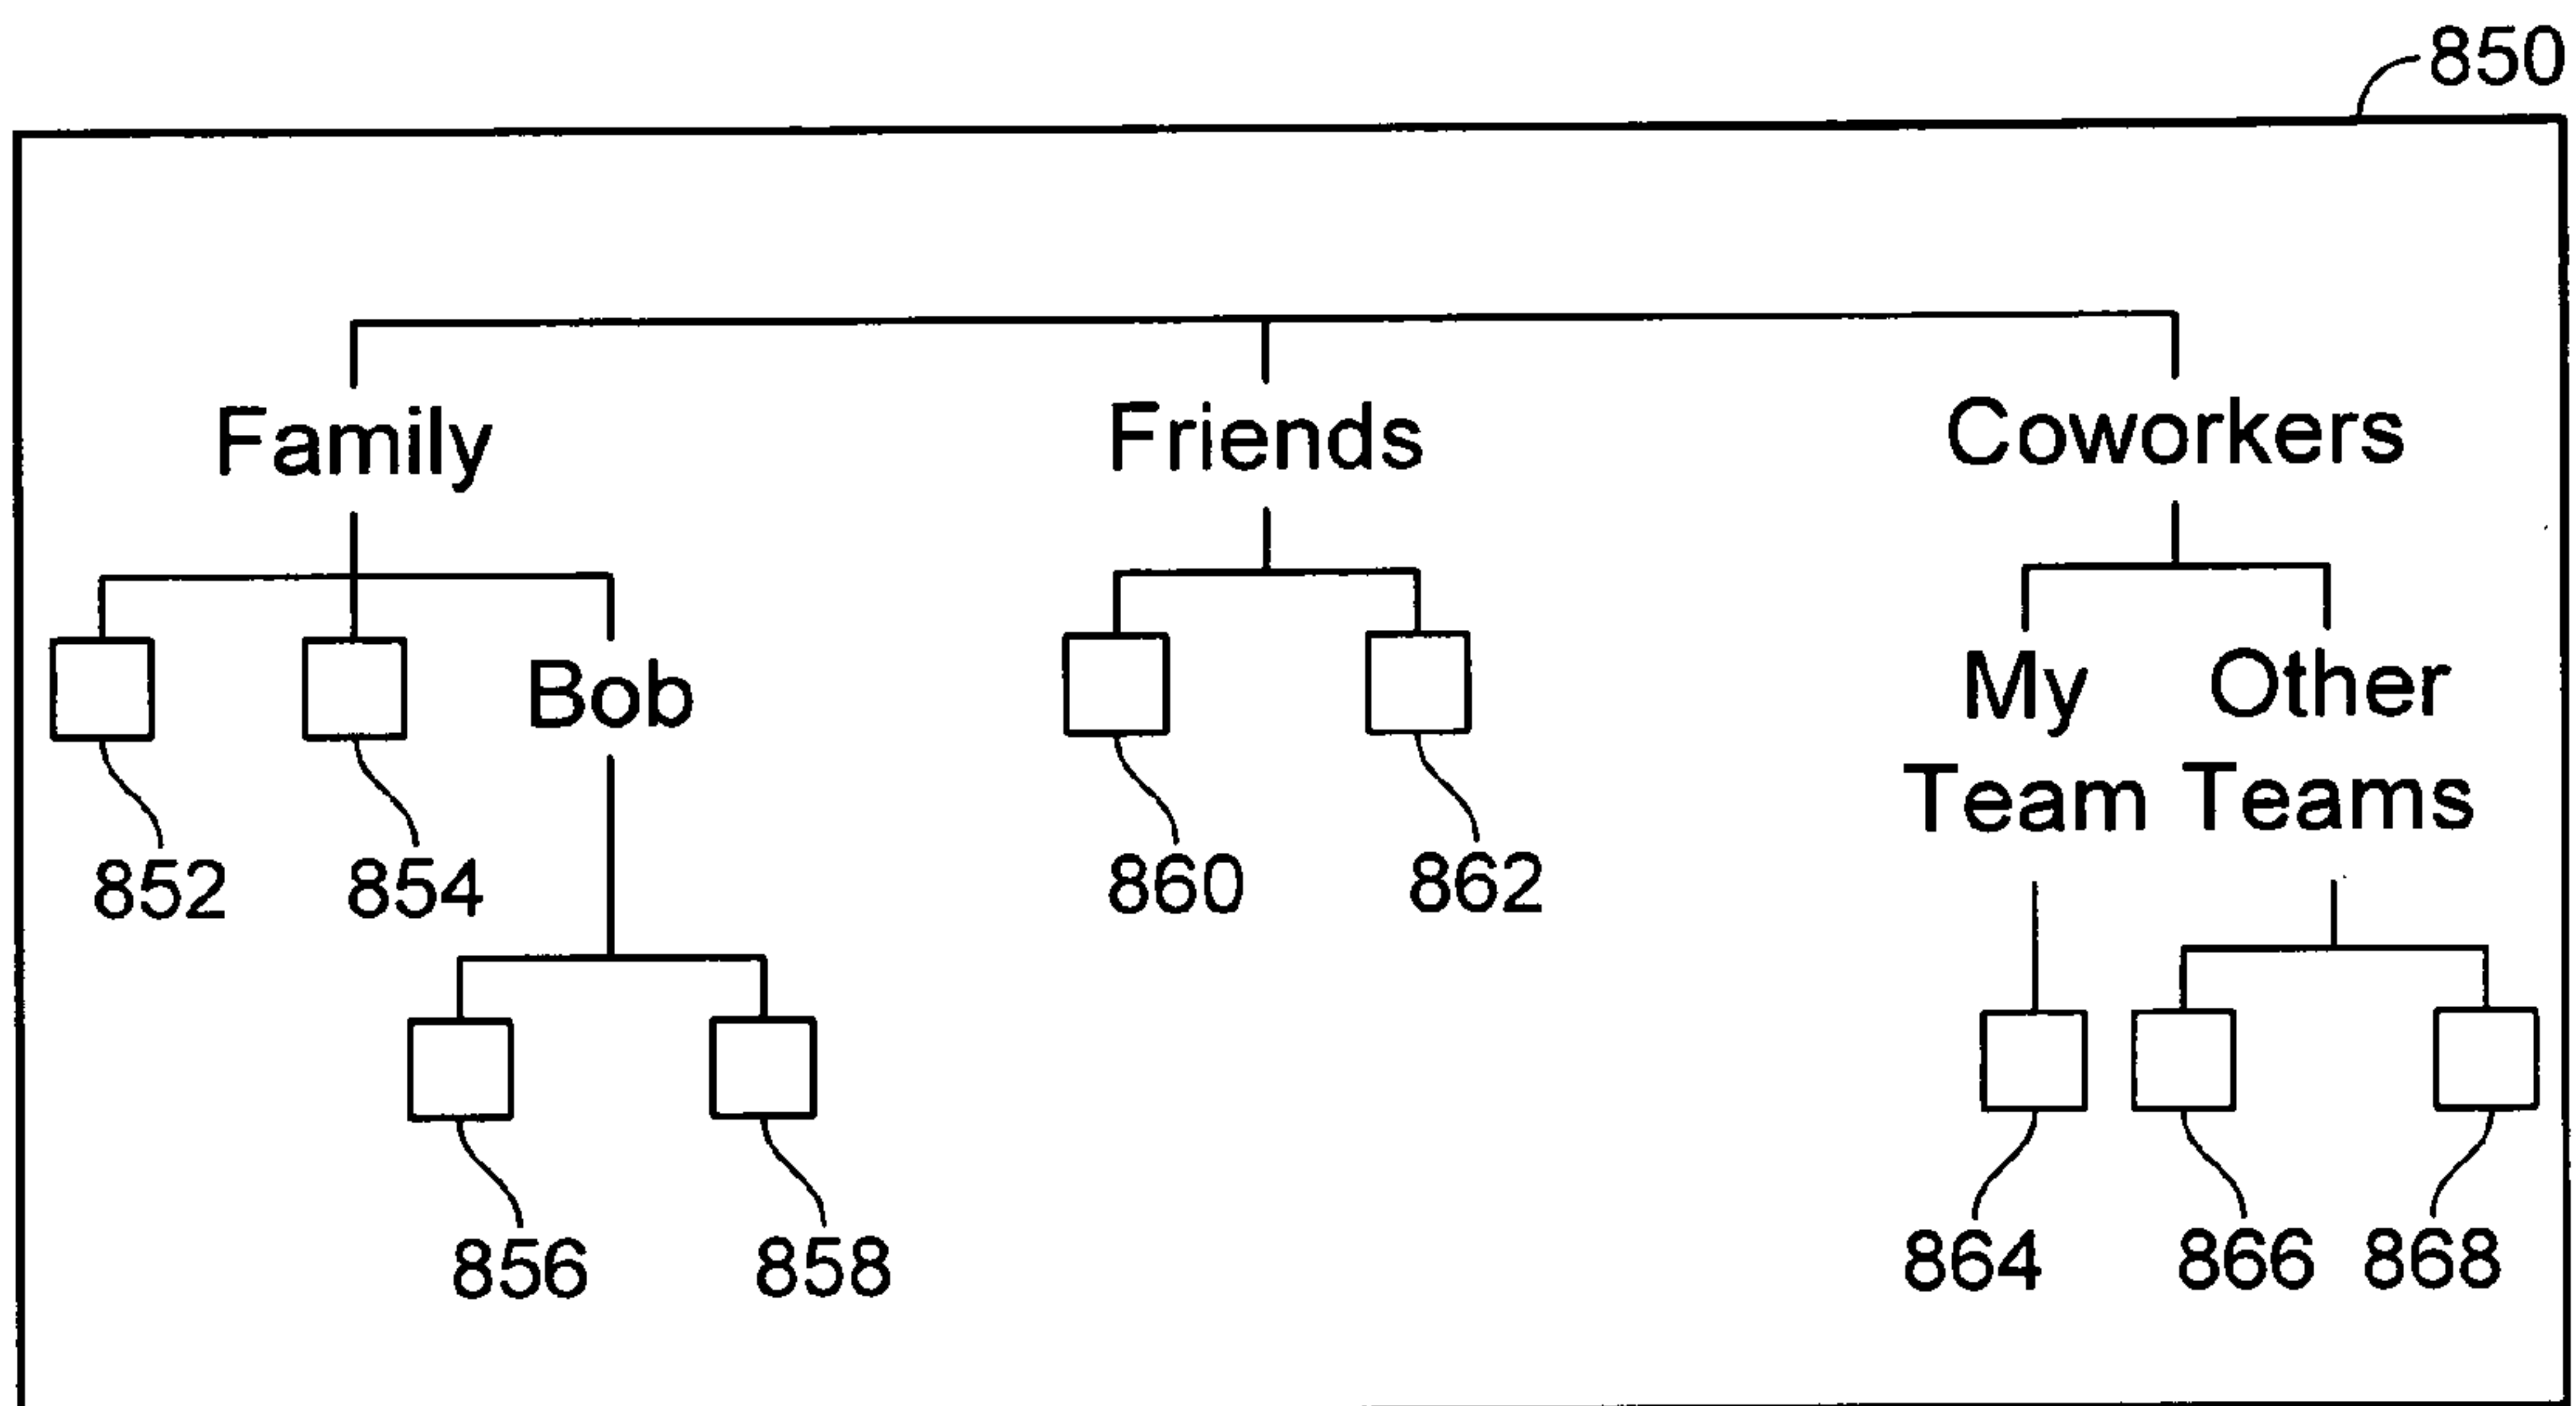 850
Family Friends Coworkers
Bob My Other
Team Teams
852 854 860 862
856 858 864 866 868